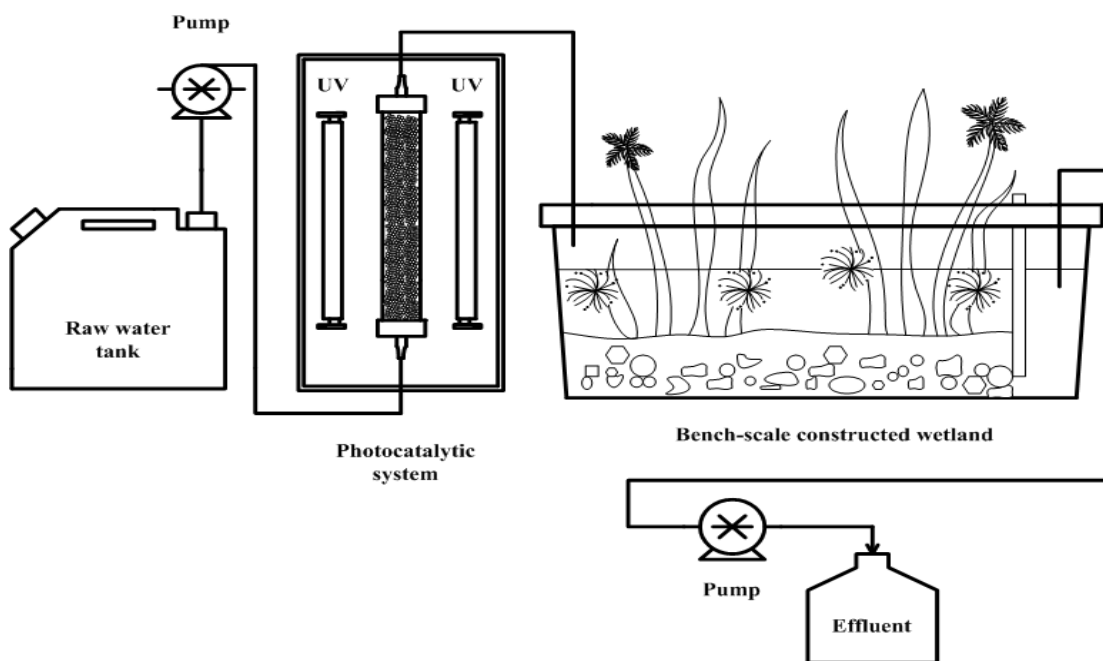 Pump
UV
UV
Raw water
tank
Photocatalytic
system
Bench-scale constructed wetland
Pump
Effluent